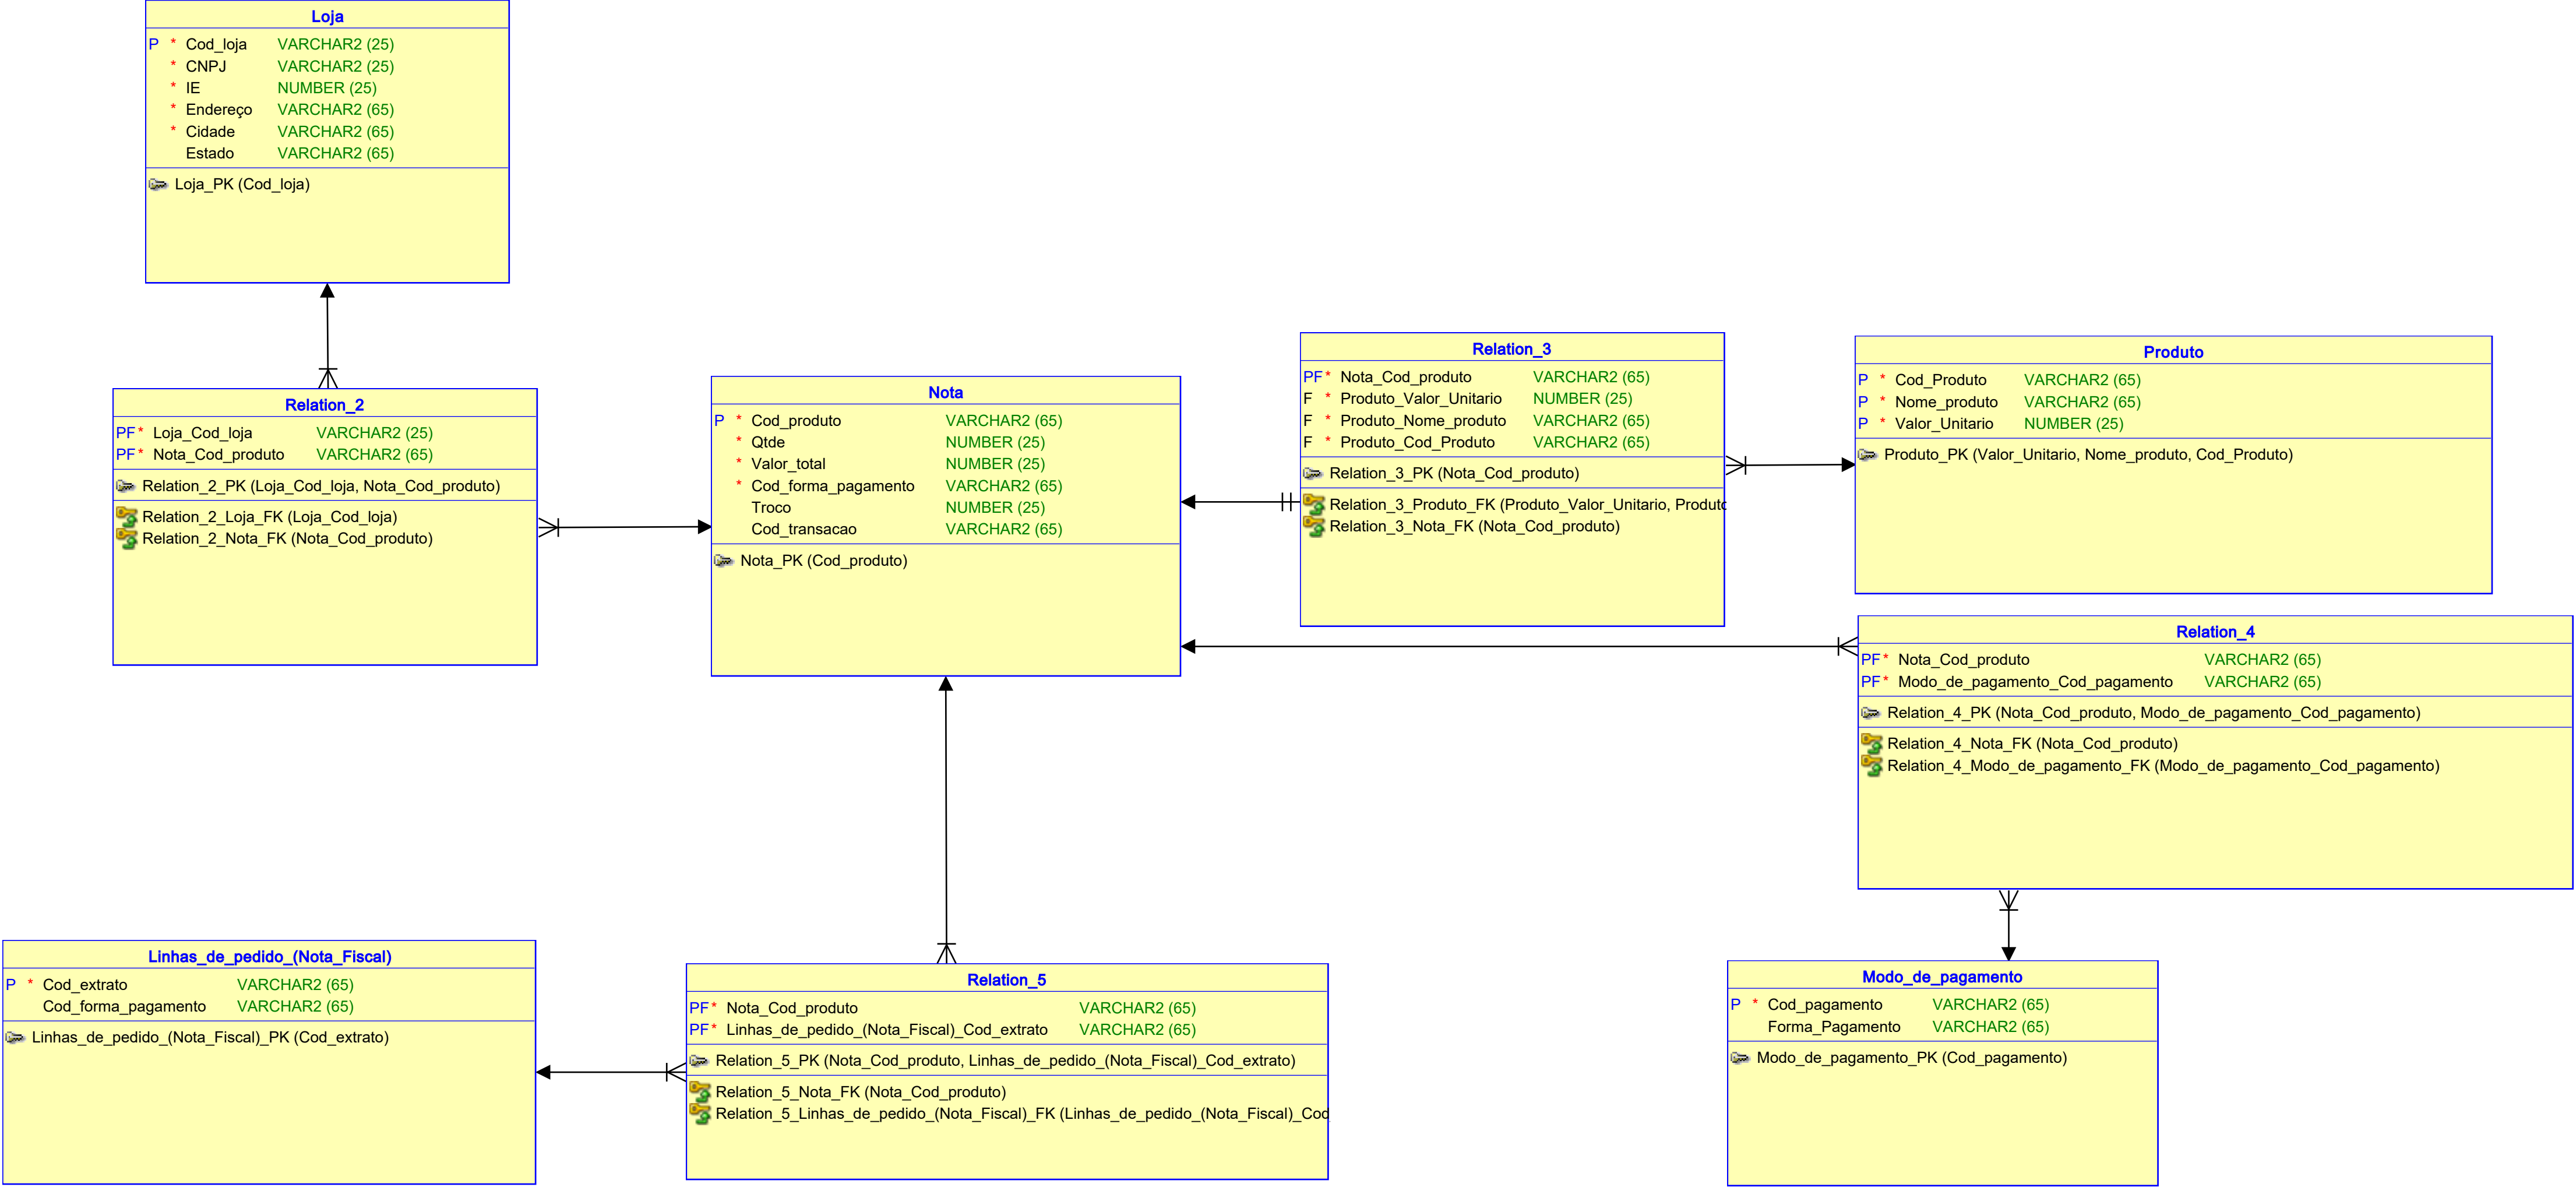 Loja
P * Cod_loja VARCHAR2 (25)
* CNPJ VARCHAR2 (25)
* IE NUMBER (25)
* Endereço VARCHAR2 (65)
* Cidade VARCHAR2 (65)
Estado VARCHAR2 (65)
Loja_PK (Cod_loja)
Relation_2
PF* Loja_Cod_loja VARCHAR2 (25)
PF* Nota_Cod_produto VARCHAR2 (65)
Relation_2_PK (Loja_Cod_loja, Nota_Cod_produto)
Relation_2_Loja_FK (Loja_Cod_loja)
Relation_2_Nota_FK (Nota_Cod_produto)
Nota
P * Cod_produto VARCHAR2 (65)
* Qtde NUMBER (25)
* Valor_total NUMBER (25)
* Cod_forma_pagamento VARCHAR2 (65)
Troco NUMBER (25)
Cod_transacao VARCHAR2 (65)
Nota_PK (Cod_produto)
Relation_3
PF* Nota_Cod_produto VARCHAR2 (65)
F * Produto_Valor_Unitario NUMBER (25)
F * Produto_Nome_produto VARCHAR2 (65)
F * Produto_Cod_Produto VARCHAR2 (65)
Relation_3_PK (Nota_Cod_produto)
Relation_3_Produto_FK (Produto_Valor_Unitario, Produto
Relation_3_Nota_FK (Nota_Cod_produto)
Produto
P * Cod_Produto VARCHAR2 (65)
P * Nome_produto VARCHAR2 (65)
P * Valor_Unitario NUMBER (25)
Produto_PK (Valor_Unitario, Nome_produto, Cod_Produto)
Relation_4
PF* Nota_Cod_produto VARCHAR2 (65)
PF* Modo_de_pagamento_Cod_pagamento VARCHAR2 (65)
Relation_4_PK (Nota_Cod_produto, Modo_de_pagamento_Cod_pagamento)
Relation_4_Nota_FK (Nota_Cod_produto)
Relation_4_Modo_de_pagamento_FK (Modo_de_pagamento_Cod_pagamento)
Linhas_de_pedido_(Nota_Fiscal)
P * Cod_extrato VARCHAR2 (65)
Cod_forma_pagamento VARCHAR2 (65)
Linhas_de_pedido_(Nota_Fiscal)_PK (Cod_extrato)
Relation_5
PF* Nota_Cod_produto VARCHAR2 (65)
PF* Linhas_de_pedido_(Nota_Fiscal)_Cod_extrato VARCHAR2 (65)
Relation_5_PK (Nota_Cod_produto, Linhas_de_pedido_(Nota_Fiscal)_Cod_extrato)
Relation_5_Nota_FK (Nota_Cod_produto)
Relation_5_Linhas_de_pedido_(Nota_Fiscal)_FK (Linhas_de_pedido_(Nota_Fiscal)_Cod
Modo_de_pagamento
P * Cod_pagamento VARCHAR2 (65)
Forma_Pagamento VARCHAR2 (65)
Modo_de_pagamento_PK (Cod_pagamento)